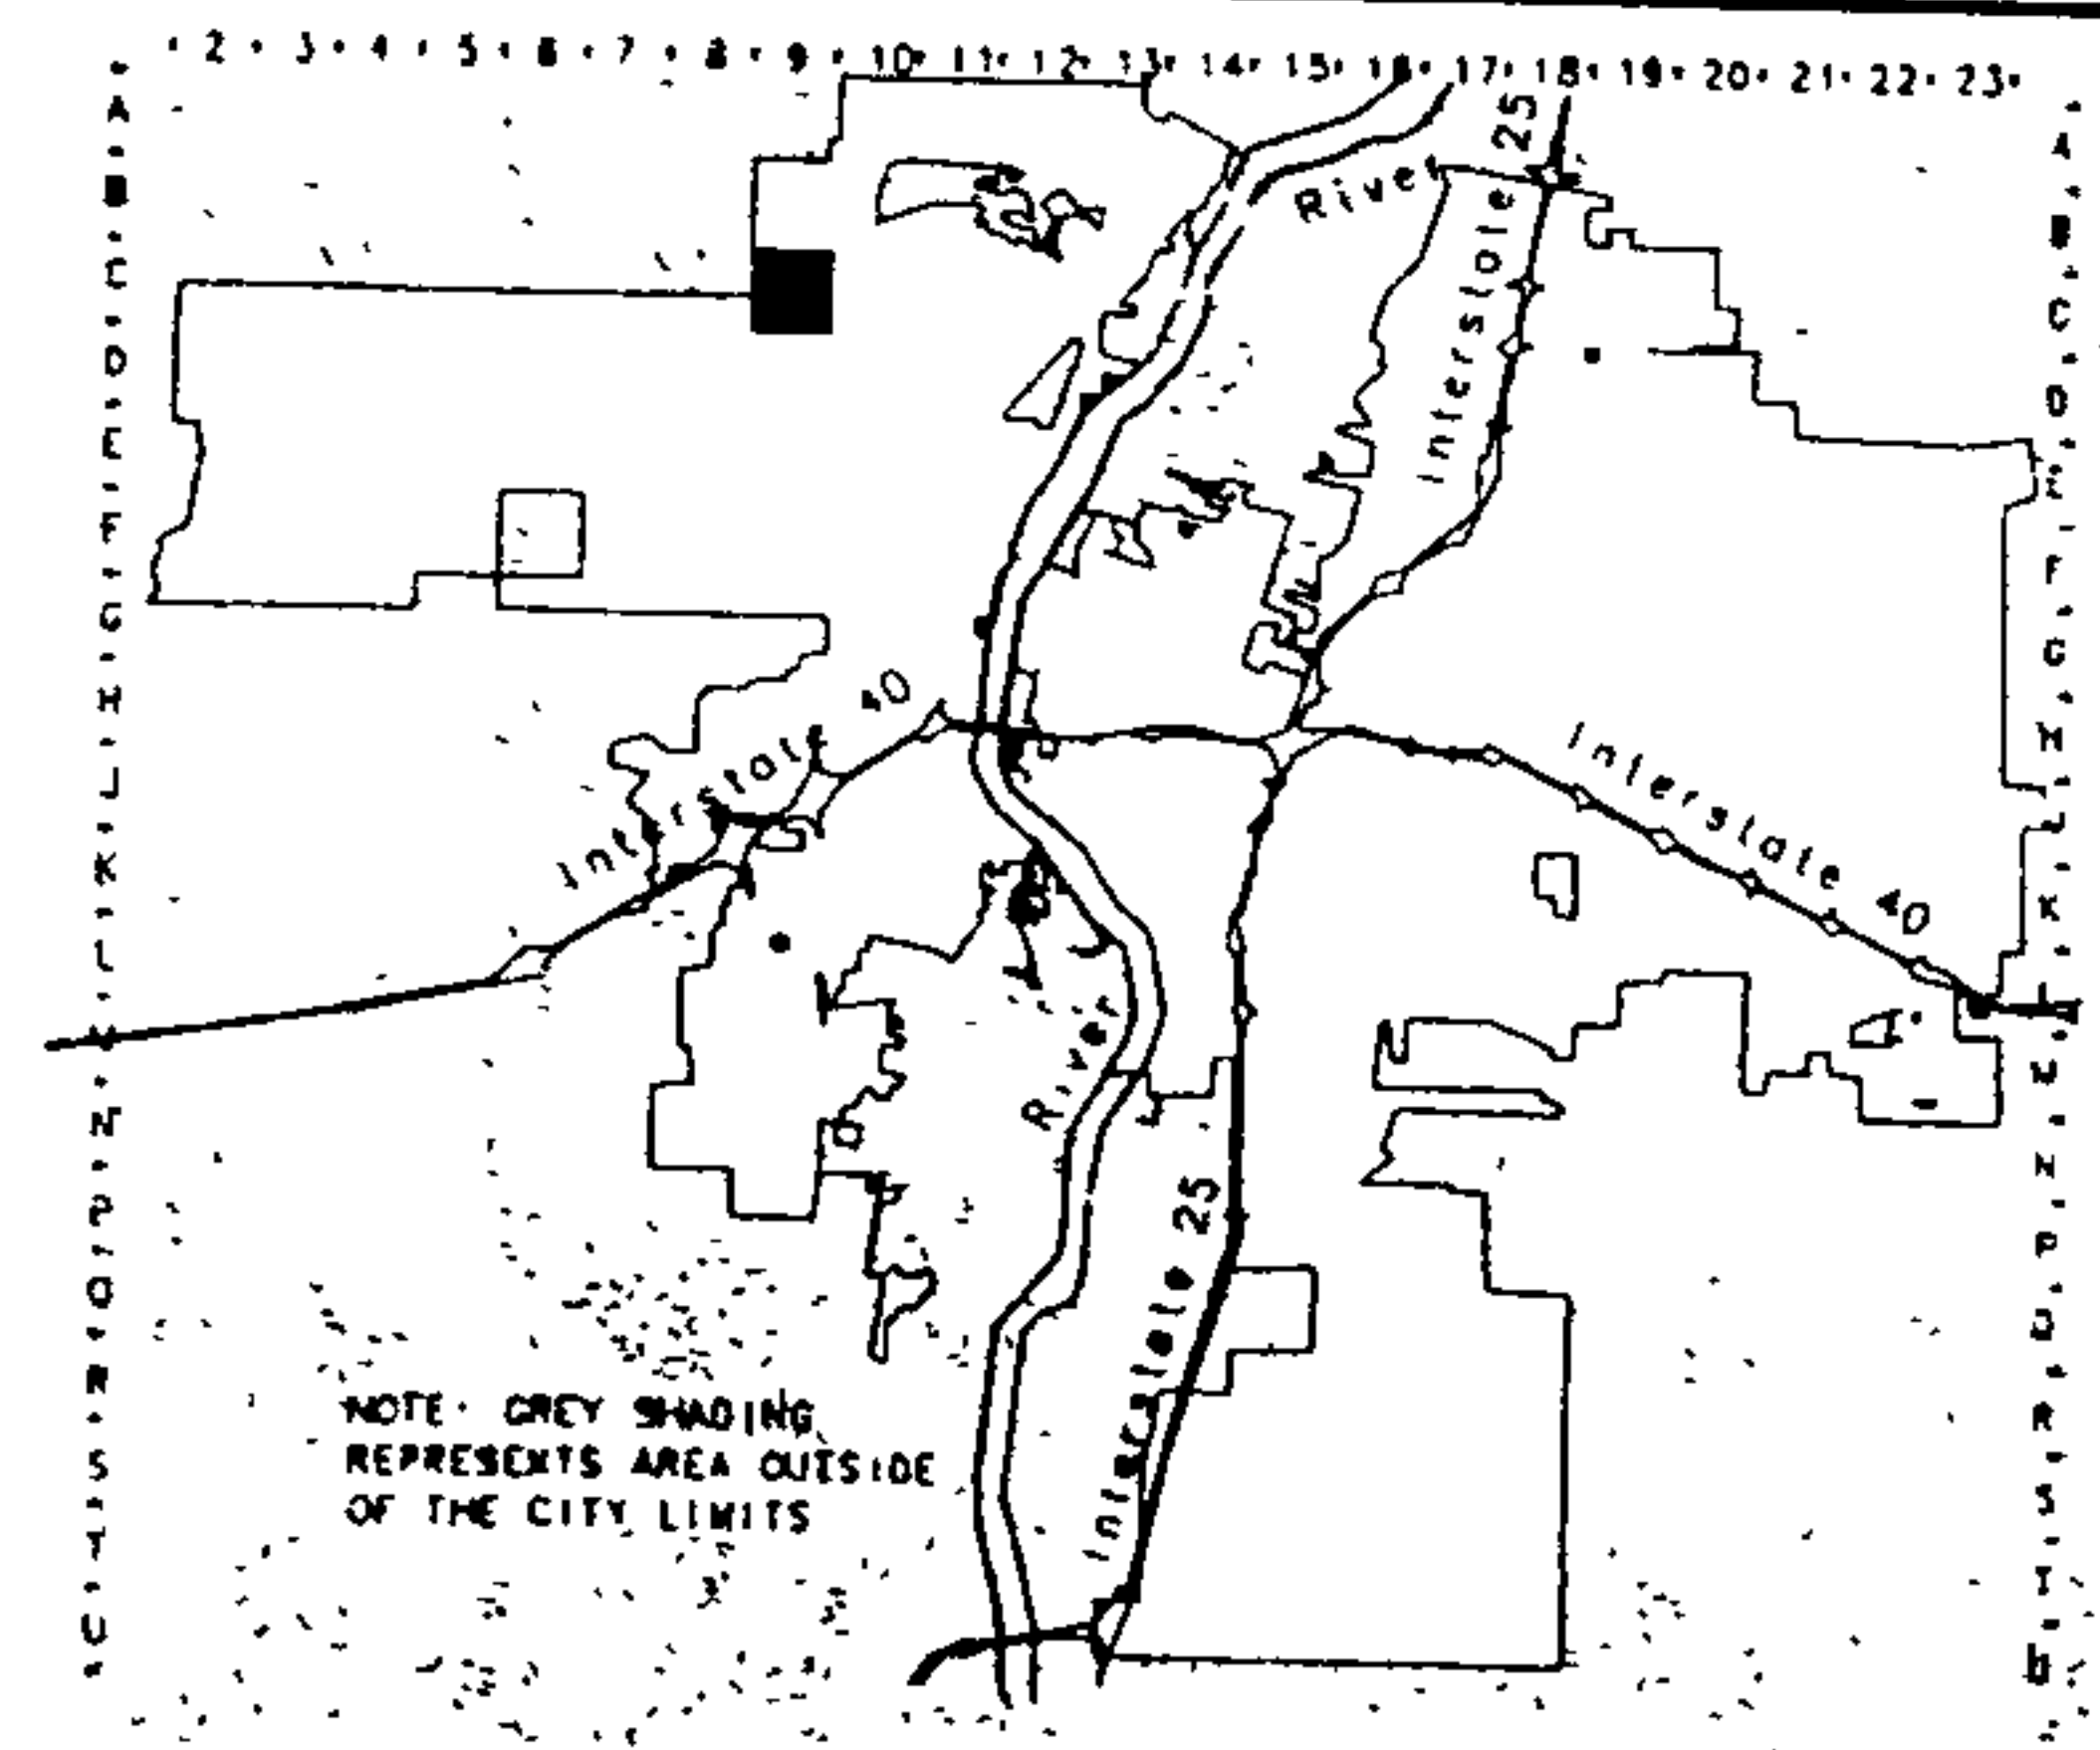 2 3 4 5 6 7 8 9 10 11 12 13 14 15 16 17 18 19 20 21 22 23
A A
B B
C C
D D
E E
F F
G G
H H
J
K K
L L
M M
N N
P P
Q Q
R R
S S
T T
U
River
Interstate 25
Interstate 40
Interstate 40
River
Interstate 25
NOTE: GREY SHADING
REPRESENTS AREA OUTSIDE
OF THE CITY LIMITS